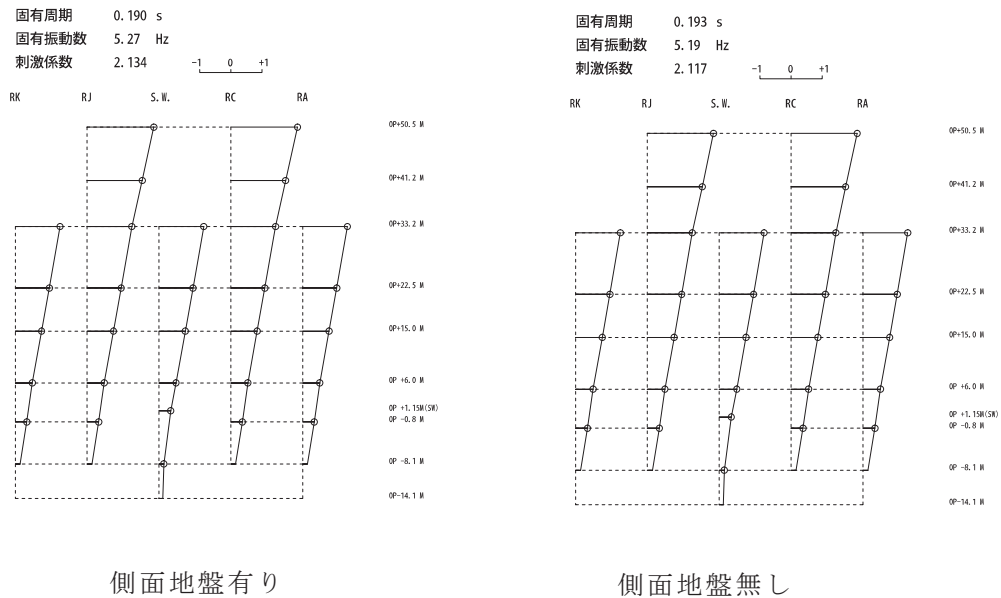 固有周期 0.190 s
固有振動数 5.27 Hz
刺激係数 2.134
-1 0 +1
RK RJ S.W. RC RA
OP+50.5 M
OP+41.2 M
OP+33.2 M
OP+22.5 M
OP+15.0 M
OP +6.0 M
OP +1.15M(SW)
OP -0.8 M
OP -8.1 M
OP-14.1 M
側面地盤有り
固有周期 0.193 s
固有振動数 5.19 Hz
刺激係数 2.117
-1 0 +1
RK RJ S.W. RC RA
OP+50.5 M
OP+41.2 M
OP+33.2 M
OP+22.5 M
OP+15.0 M
OP +6.0 M
OP +1.15M(SW)
OP -0.8 M
OP -8.1 M
OP-14.1 M
側面地盤無し